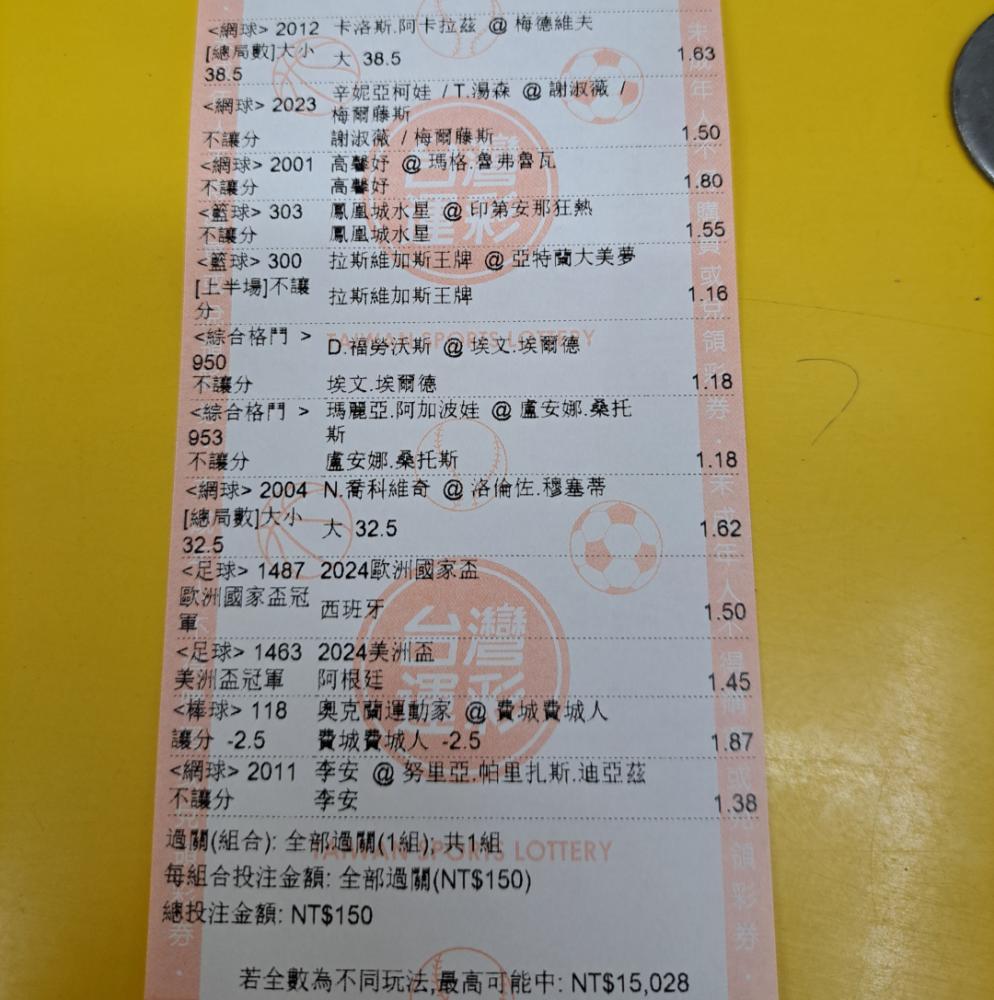 <網球> 2012 卡洛斯.阿卡拉茲 @ 梅德維夫
[總局數]大小 38.5 大 38.5 1.63
<網球> 2023 辛妮亞柯娃 / T.湯森 @ 謝淑薇 / 梅爾藤斯
不讓分 謝淑薇 / 梅爾藤斯 1.50
<網球> 2001 高馨妤 @ 瑪格.魯弗魯瓦
不讓分 高馨妤 1.80
<籃球> 303 鳳凰城水星 @ 印第安那狂熱
不讓分 鳳凰城水星 1.55
<籃球> 300 拉斯維加斯王牌 @ 亞特蘭大美夢
[上半場]不讓分 拉斯維加斯王牌 1.16
<綜合格鬥 > 950 D.福勞沃斯 @ 埃文.埃爾德
不讓分 埃文.埃爾德 1.18
<綜合格鬥 > 953 瑪麗亞.阿加波娃 @ 盧安娜.桑托斯
不讓分 盧安娜.桑托斯 1.18
<網球> 2004 N.喬科維奇 @ 洛倫佐.穆塞蒂
[總局數]大小 32.5 大 32.5 1.62
<足球> 1487 2024歐洲國家盃
歐洲國家盃冠軍 西班牙 1.50
<足球> 1463 2024美洲盃
美洲盃冠軍 阿根廷 1.45
<棒球> 118 奧克蘭運動家 @ 費城費城人
讓分 -2.5 費城費城人 -2.5 1.87
<網球> 2011 李安 @ 努里亞.帕里扎斯.迪亞茲
不讓分 李安 1.38
過關(組合): 全部過關(1組); 共1組
每組合投注金額: 全部過關(NT$150)
總投注金額: NT$150
若全數為不同玩法,最高可能中: NT$15,028
台灣運彩
TAIWAN SPORTS LOTTERY
台灣運彩
TAIWAN SPORTS LOTTERY